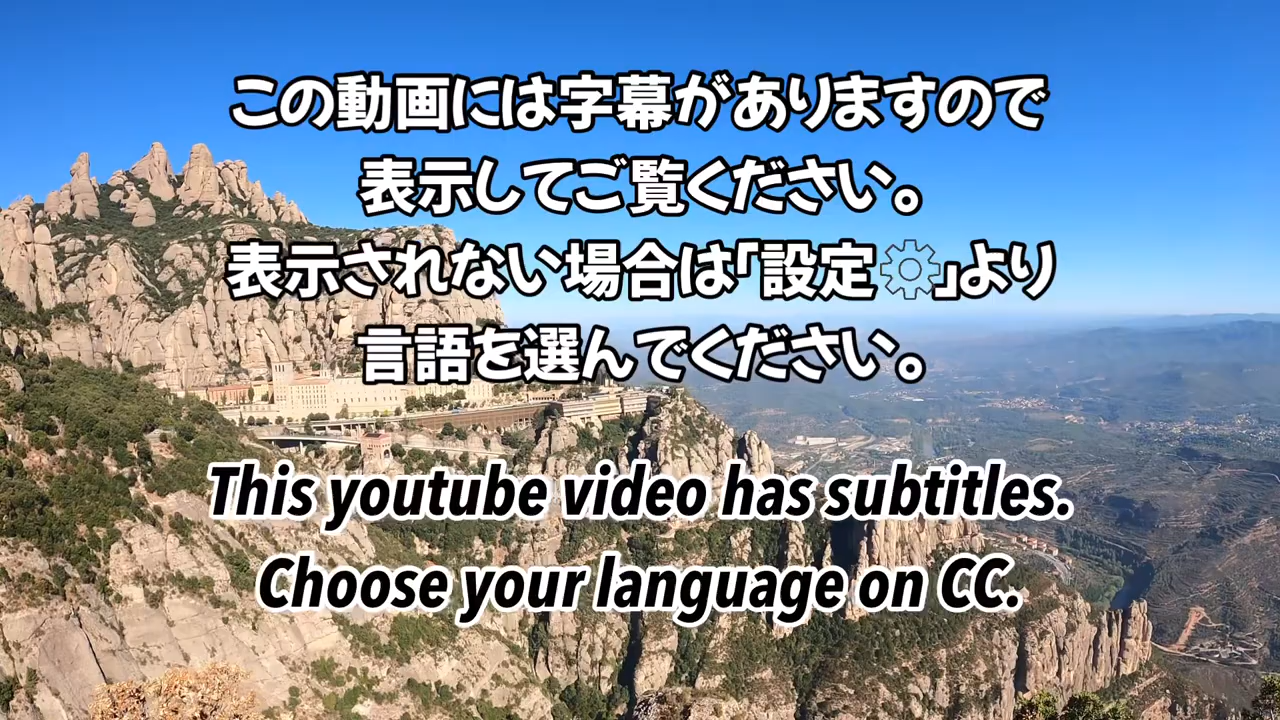 この動画には字幕がありますので
表示してご覧ください。
表示されない場合は「設定⚙」より
言語を選んでください。
This youtube video has subtitles.
Choose your language on CC.